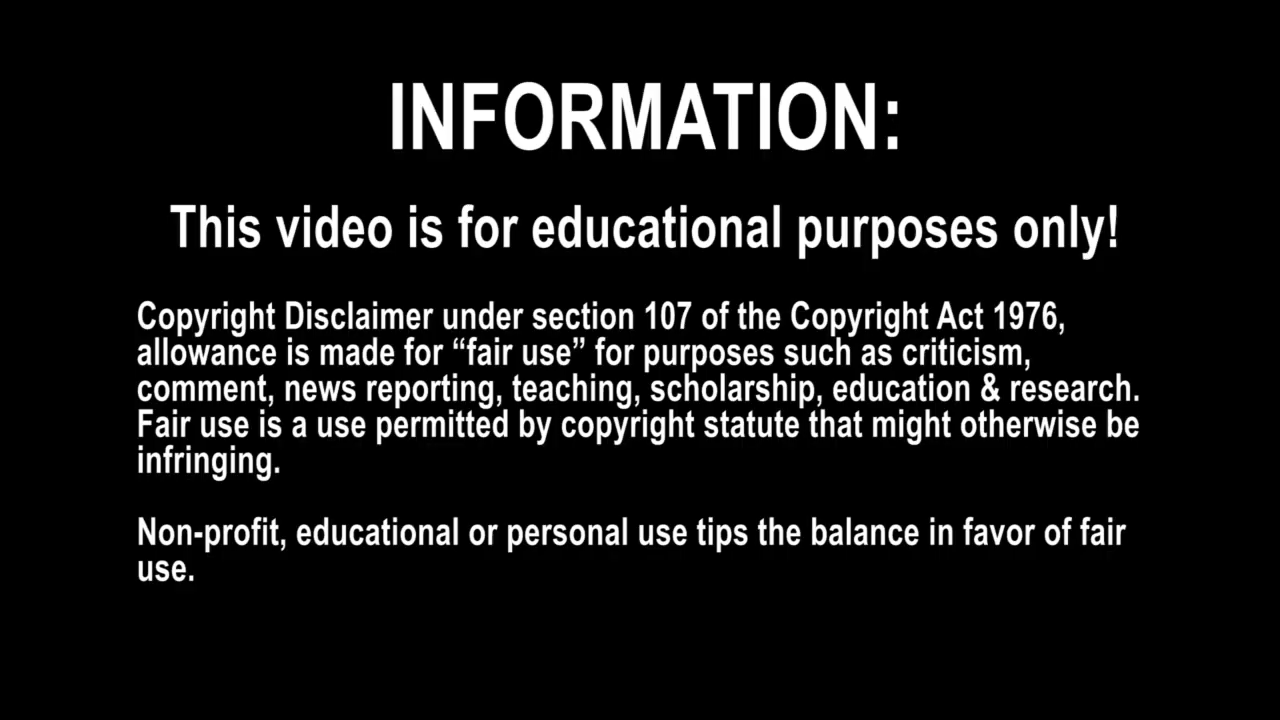 INFORMATION:
This video is for educational purposes only!
Copyright Disclaimer under section 107 of the Copyright Act 1976,
allowance is made for “fair use” for purposes such as criticism,
comment, news reporting, teaching, scholarship, education & research.
Fair use is a use permitted by copyright statute that might otherwise be
infringing.
Non-profit, educational or personal use tips the balance in favor of fair
use.